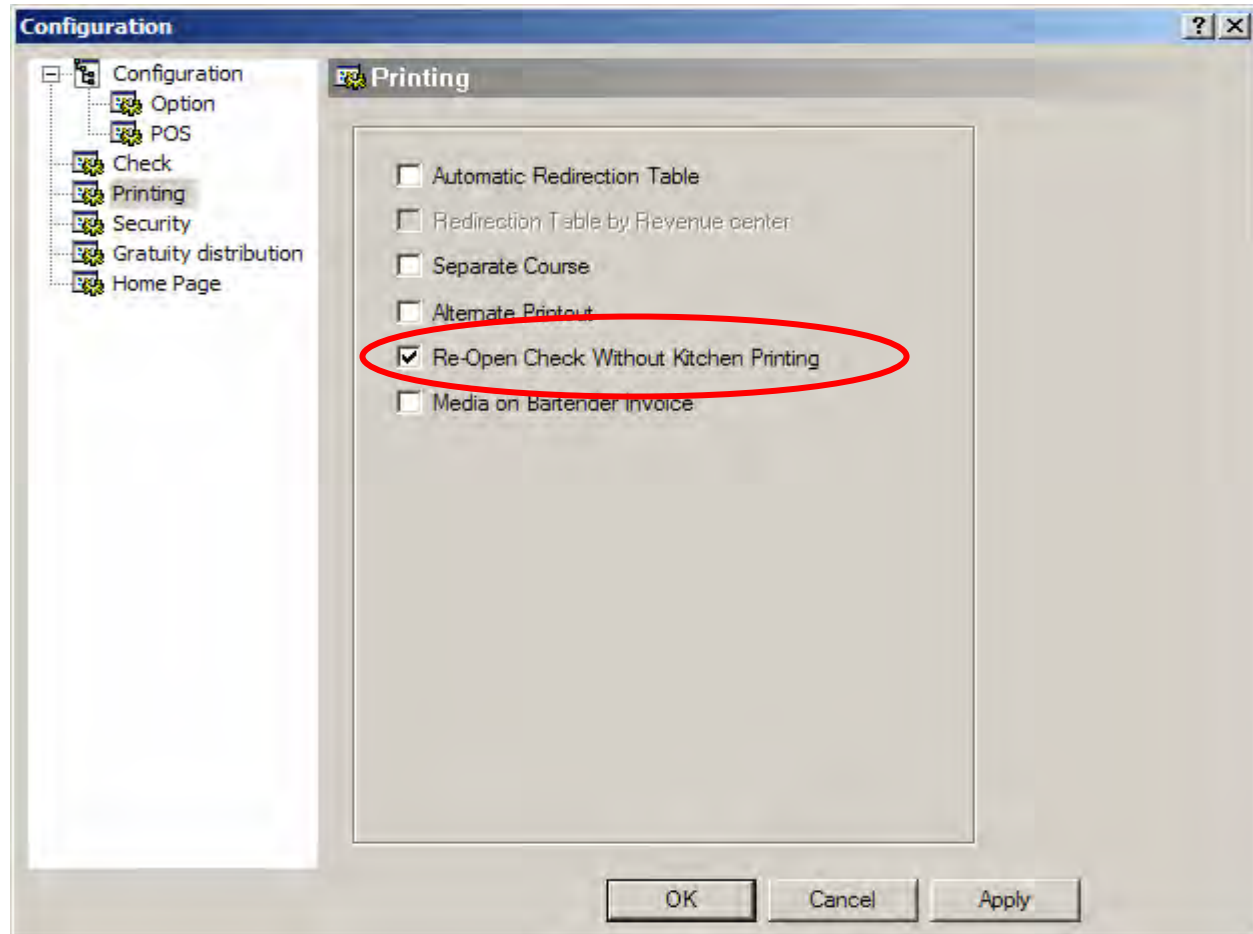 Configuration
Configuration
Option
POS
Check
Printing
Security
Gratuity distribution
Home Page
Printing
Automatic Redirection Table
Redirection Table by Revenue center
Separate Course
Alternate Printout
Re-Open Check Without Kitchen Printing
Media on Bartender Invoice
OK
Cancel
Apply